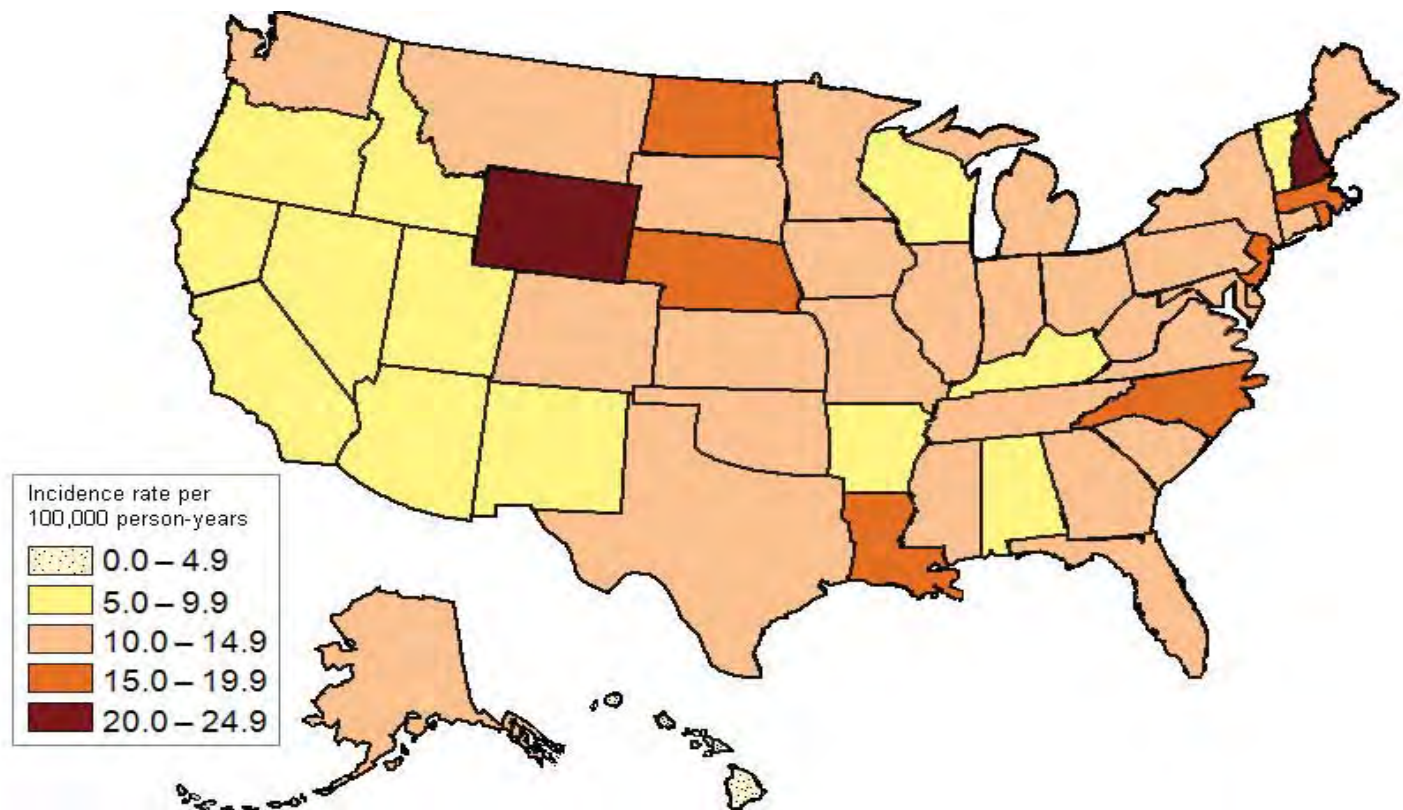 Incidence rate per
100,000 person-years
0.0 – 4.9
5.0 – 9.9
10.0 – 14.9
15.0 – 19.9
20.0 – 24.9